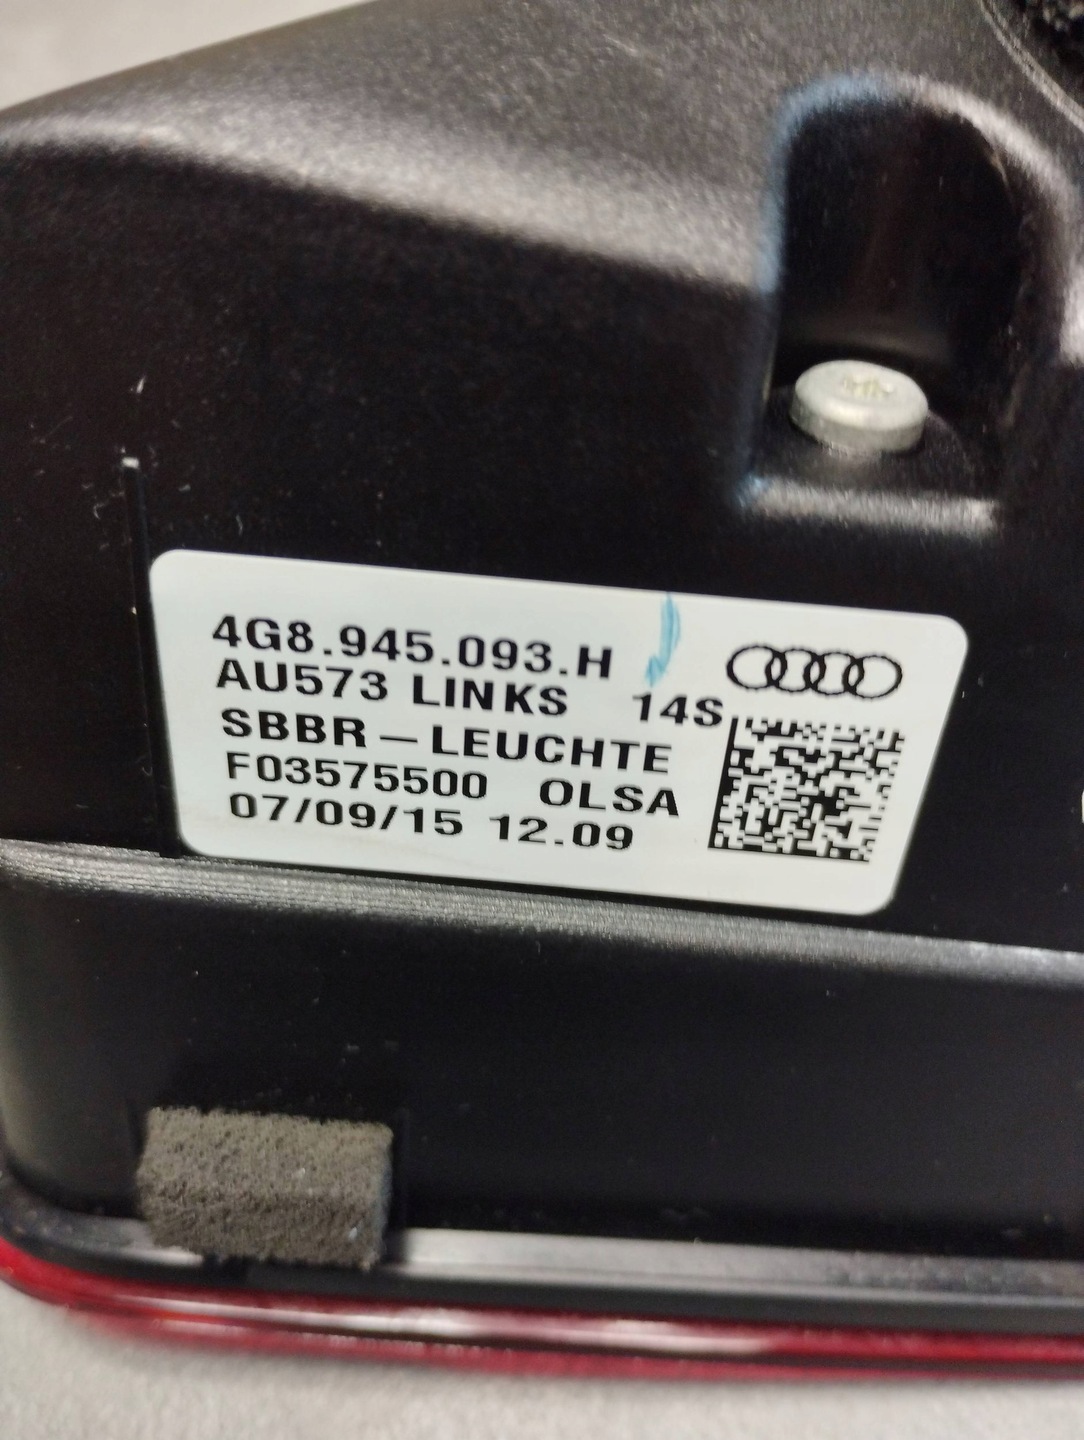 4G8.945.093.H
AU573 LINKS 14S
SBBR-LEUCHTE
F03575500 OLSA
07/09/15 12.09